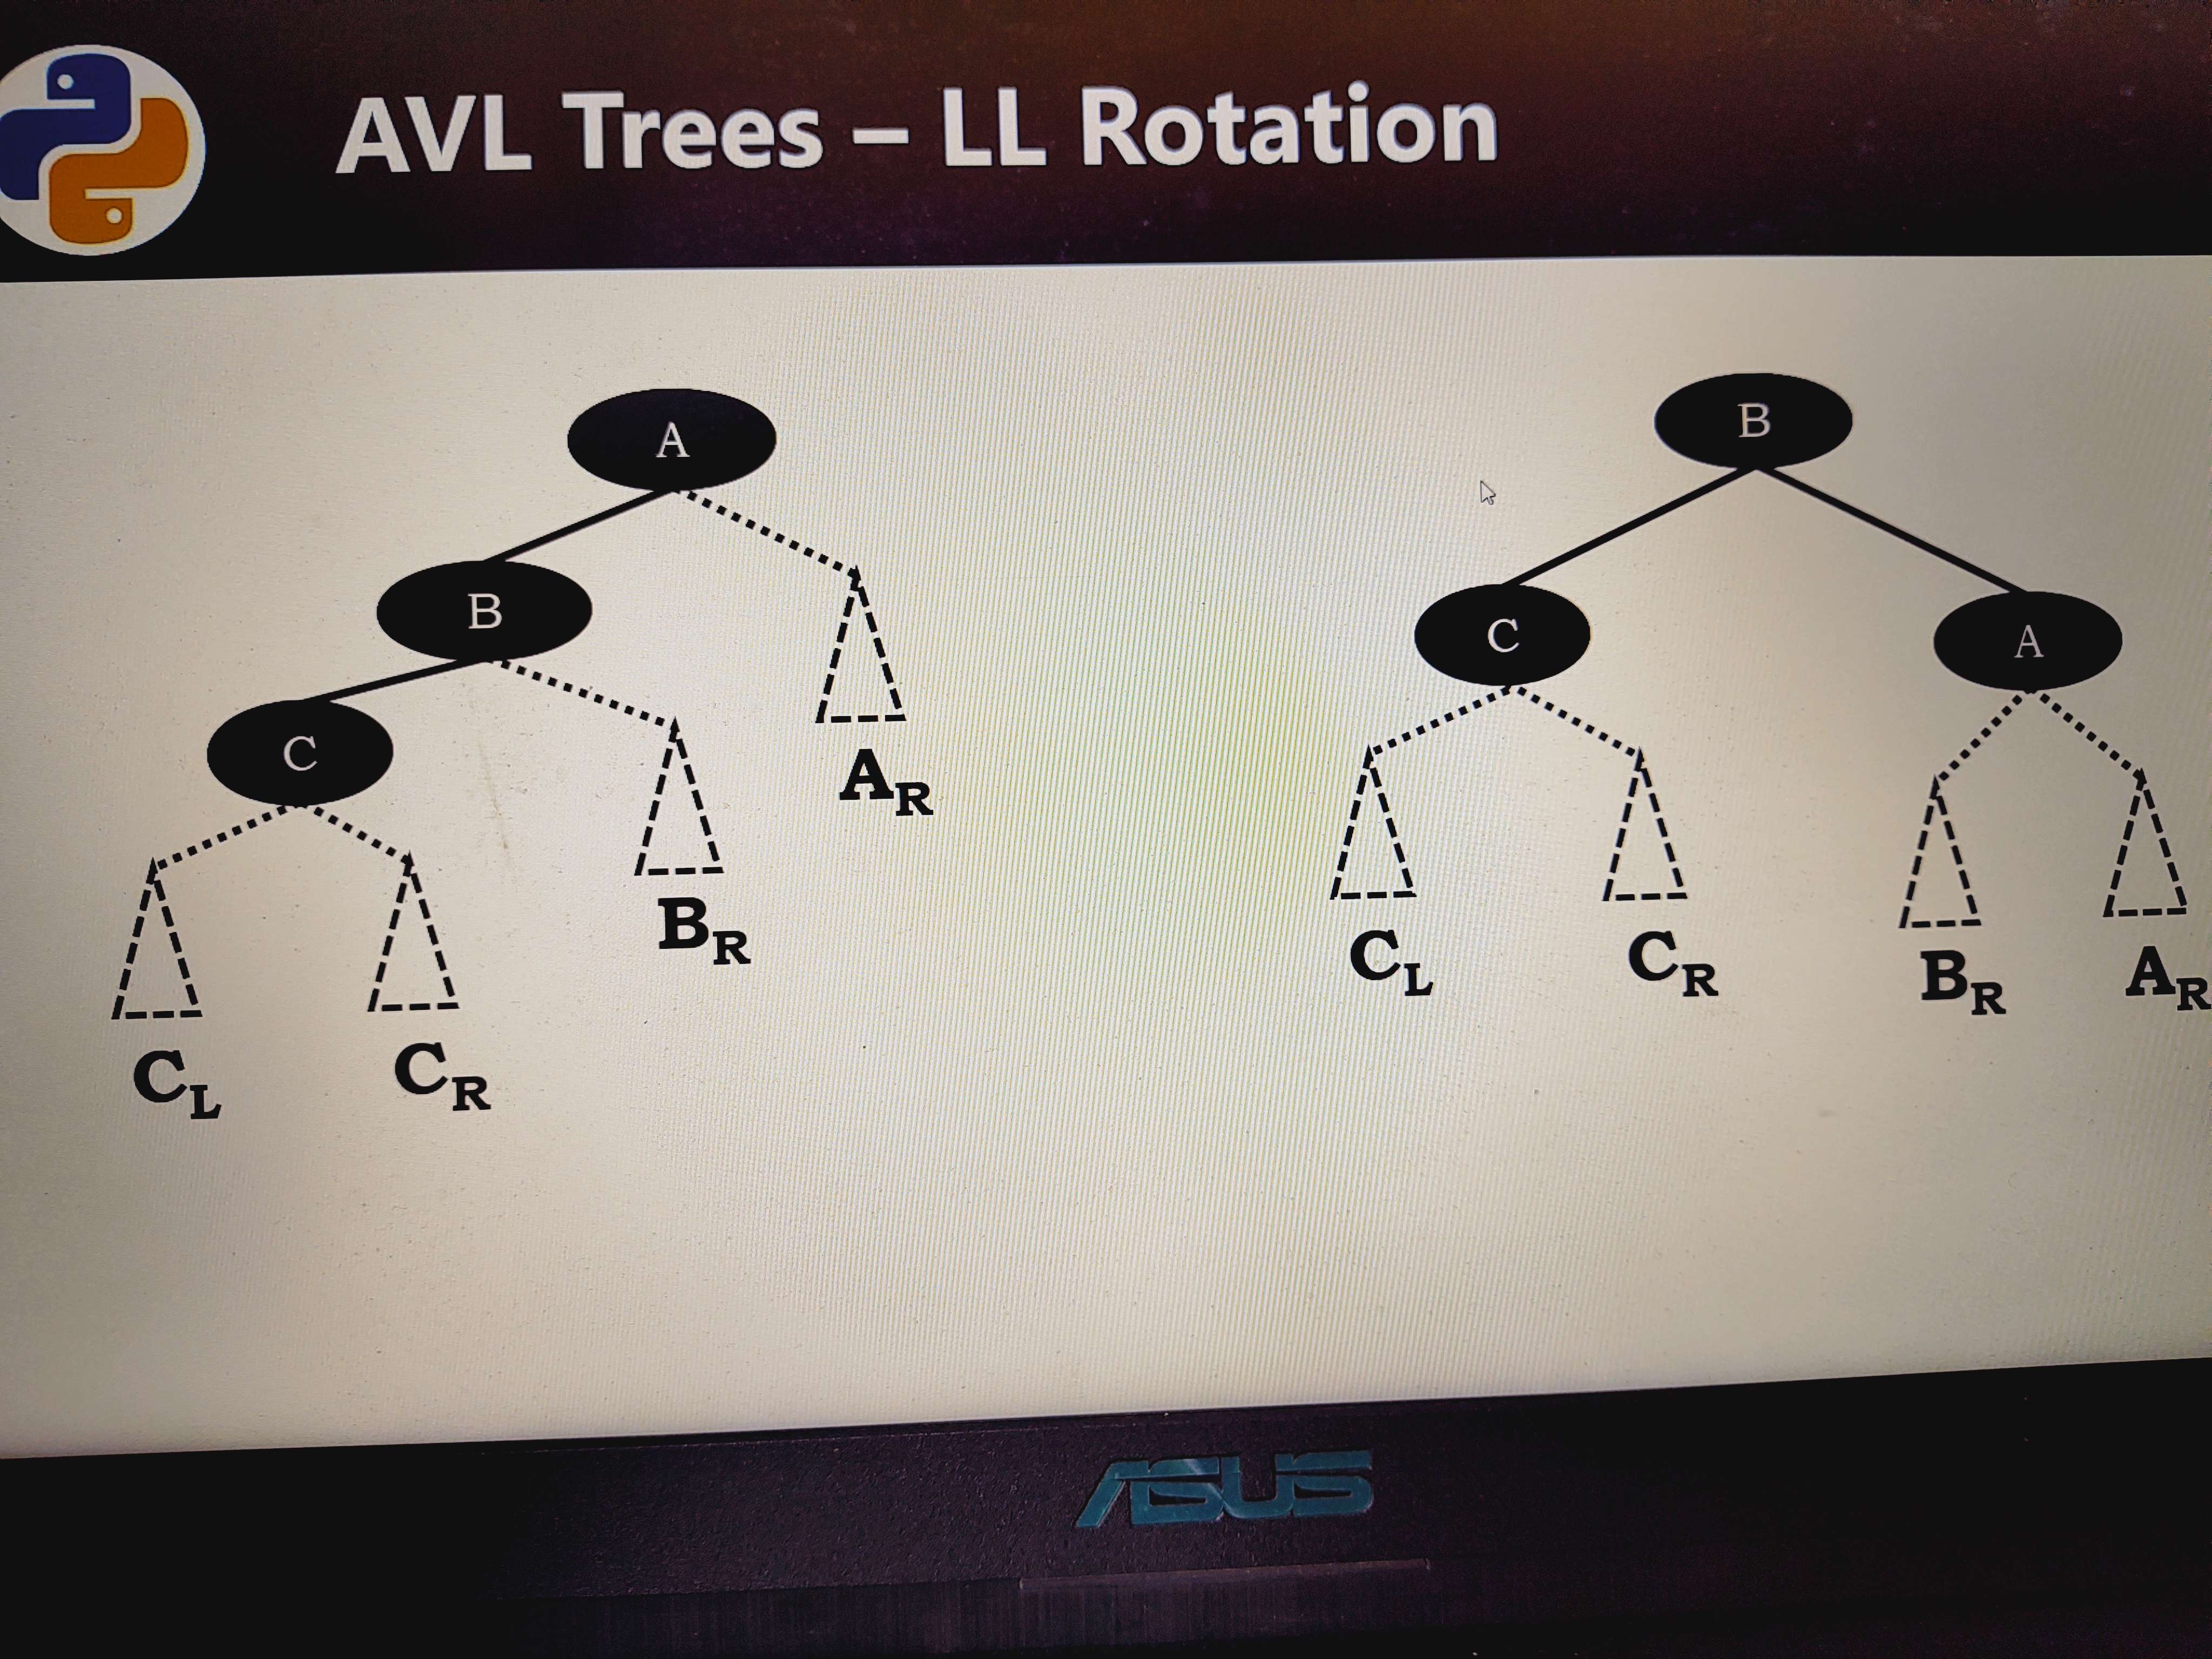 AVL Trees – LL Rotation
A
B
C
A_R
B_R
C_L
C_R
B
C
A
C_L
C_R
B_R
A_R
ASUS